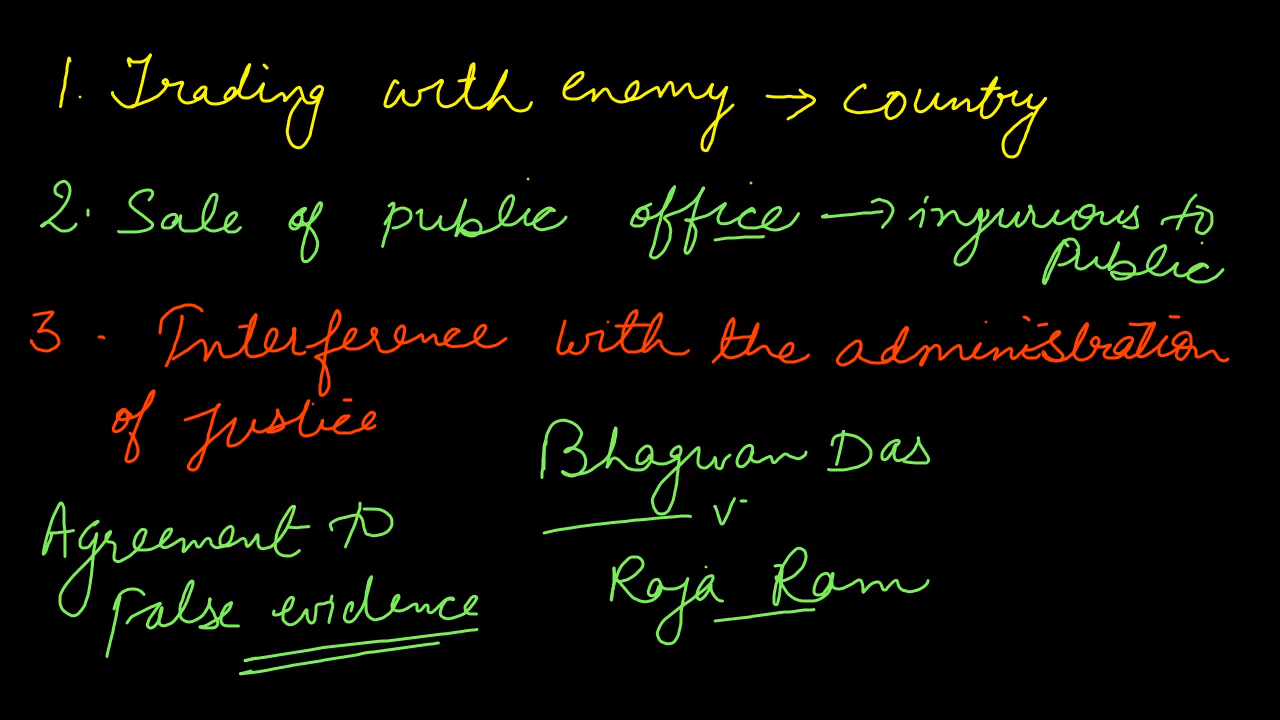 1. Trading with enemy → country
2. Sale of public office → ingurious to
Public
3. Interference with the administration
of Justice
Bhagwan Das
v
Raja Ram
Agreement to
False evidence